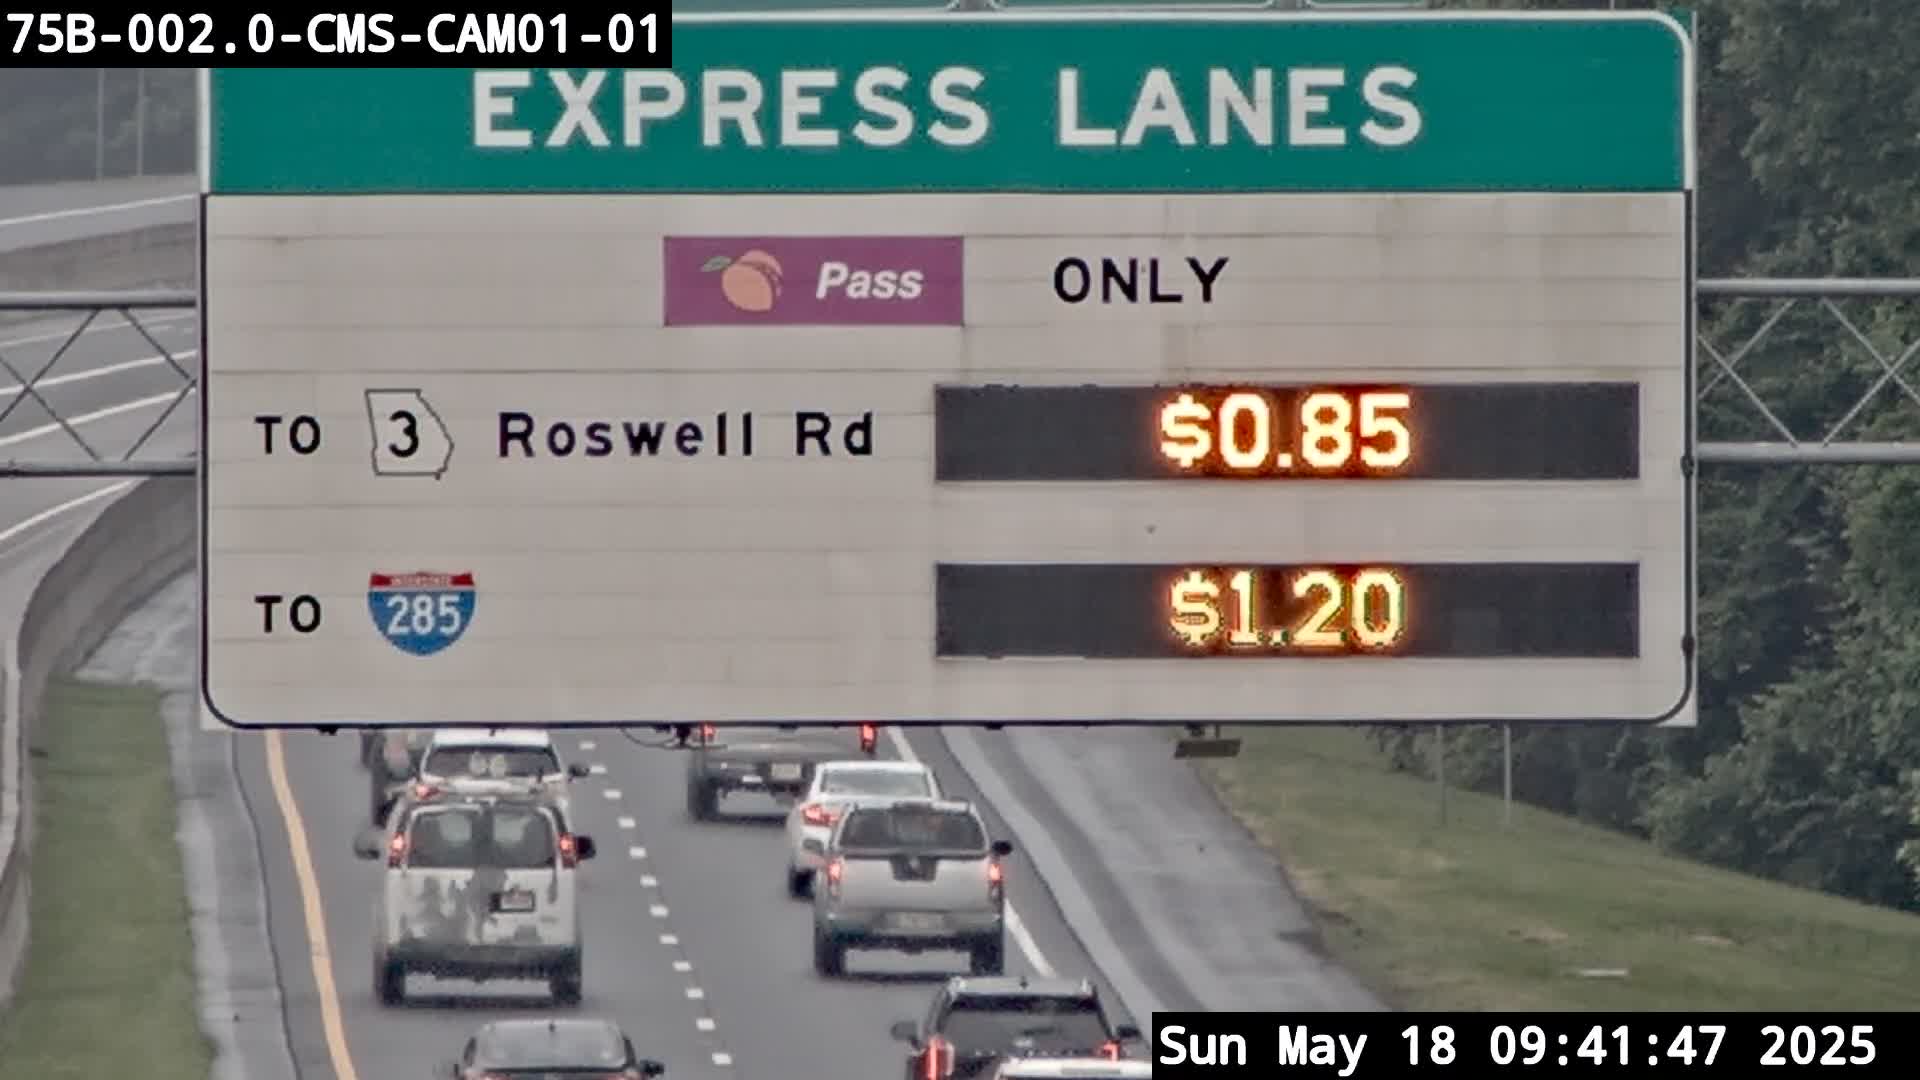 75B-002.0-CMS-CAM01-01
EXPRESS LANES
Pass ONLY
TO 3 Roswell Rd $0.85
INTERSTATE
TO 285 $1.20
Sun May 18 09:41:47 2025